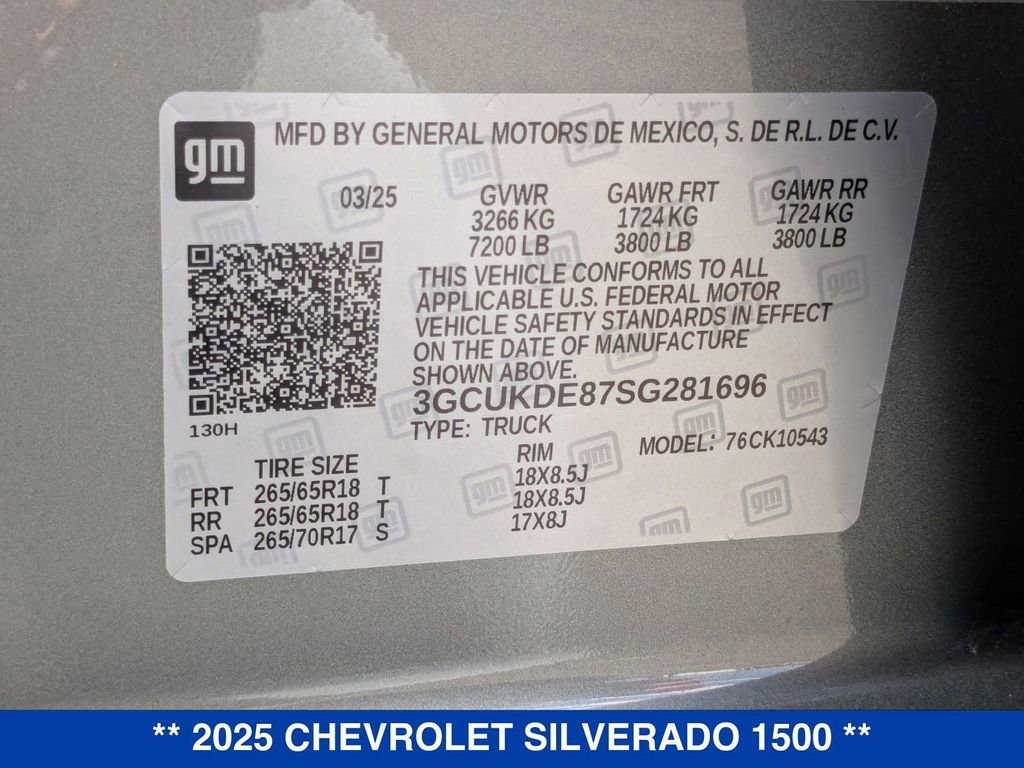 gm MFD BY GENERAL MOTORS DE MEXICO, S. DE R.L. DE C.V.
03/25 GVWR GAWR FRT GAWR RR
3266 KG 1724 KG 1724 KG
7200 LB 3800 LB 3800 LB
THIS VEHICLE CONFORMS TO ALL
APPLICABLE U.S. FEDERAL MOTOR
VEHICLE SAFETY STANDARDS IN EFFECT
ON THE DATE OF MANUFACTURE
SHOWN ABOVE.
3GCUKDE87SG281696
130H
TYPE: TRUCK MODEL: 76CK10543
TIRE SIZE RIM
FRT 265/65R18 T 18X8.5J
RR 265/65R18 T 18X8.5J
SPA 265/70R17 S 17X8J
** 2025 CHEVROLET SILVERADO 1500 **